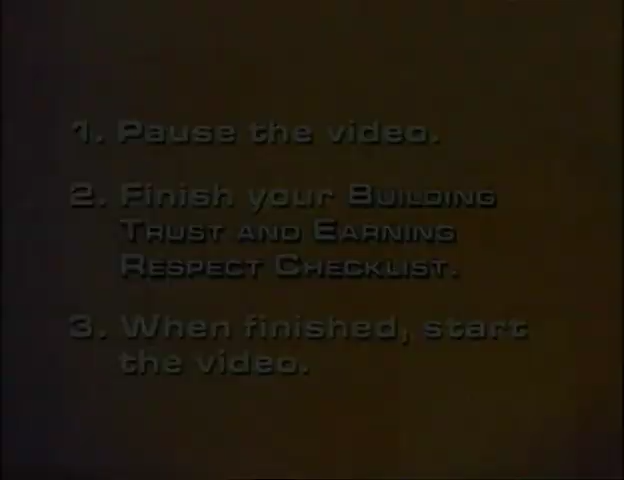 1. Pause the video.
2. Finish your BUILDING
TRUST AND EARNING
RESPECT CHECKLIST.
3. When finished, start
the video.